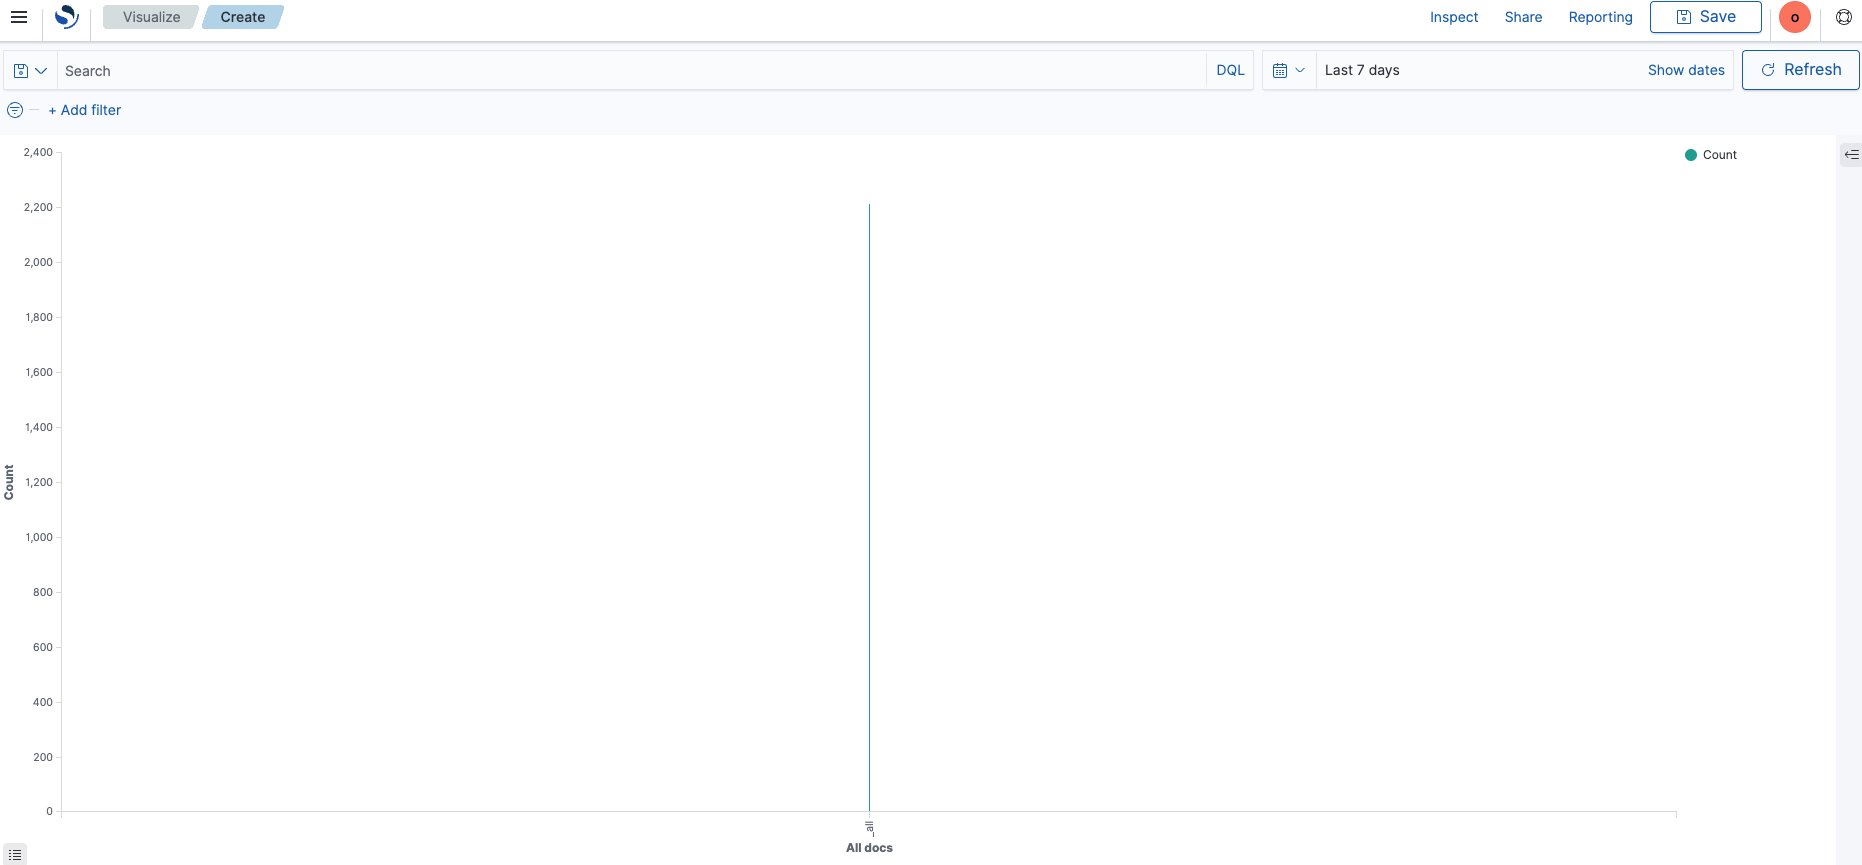 Visualize Create Inspect Share Reporting Save o
Search DQL Last 7 days Show dates Refresh
+ Add filter
2,400
2,200
2,000
1,800
1,600
1,400
1,200
1,000
800
600
400
200
0
Count
_all
All docs
Count